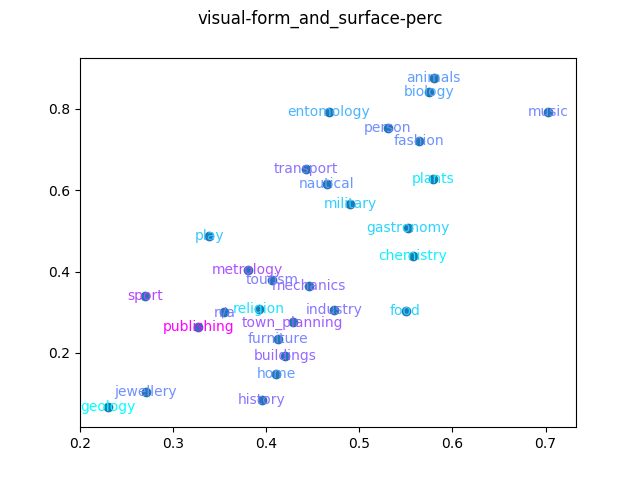 visual-form_and_surface-perc
animals
biology
0.8
entomology
music
person
fashion
transport
plants
nautical
0.6
military
gastronomy
play
chemistry
0.4
metrology
tourism
mechanics
sport
religion
industry
food
n/a
town_planning
publishing
furniture
0.2
buildings
home
jewellery
history
geology
0.2 0.3 0.4 0.5 0.6 0.7